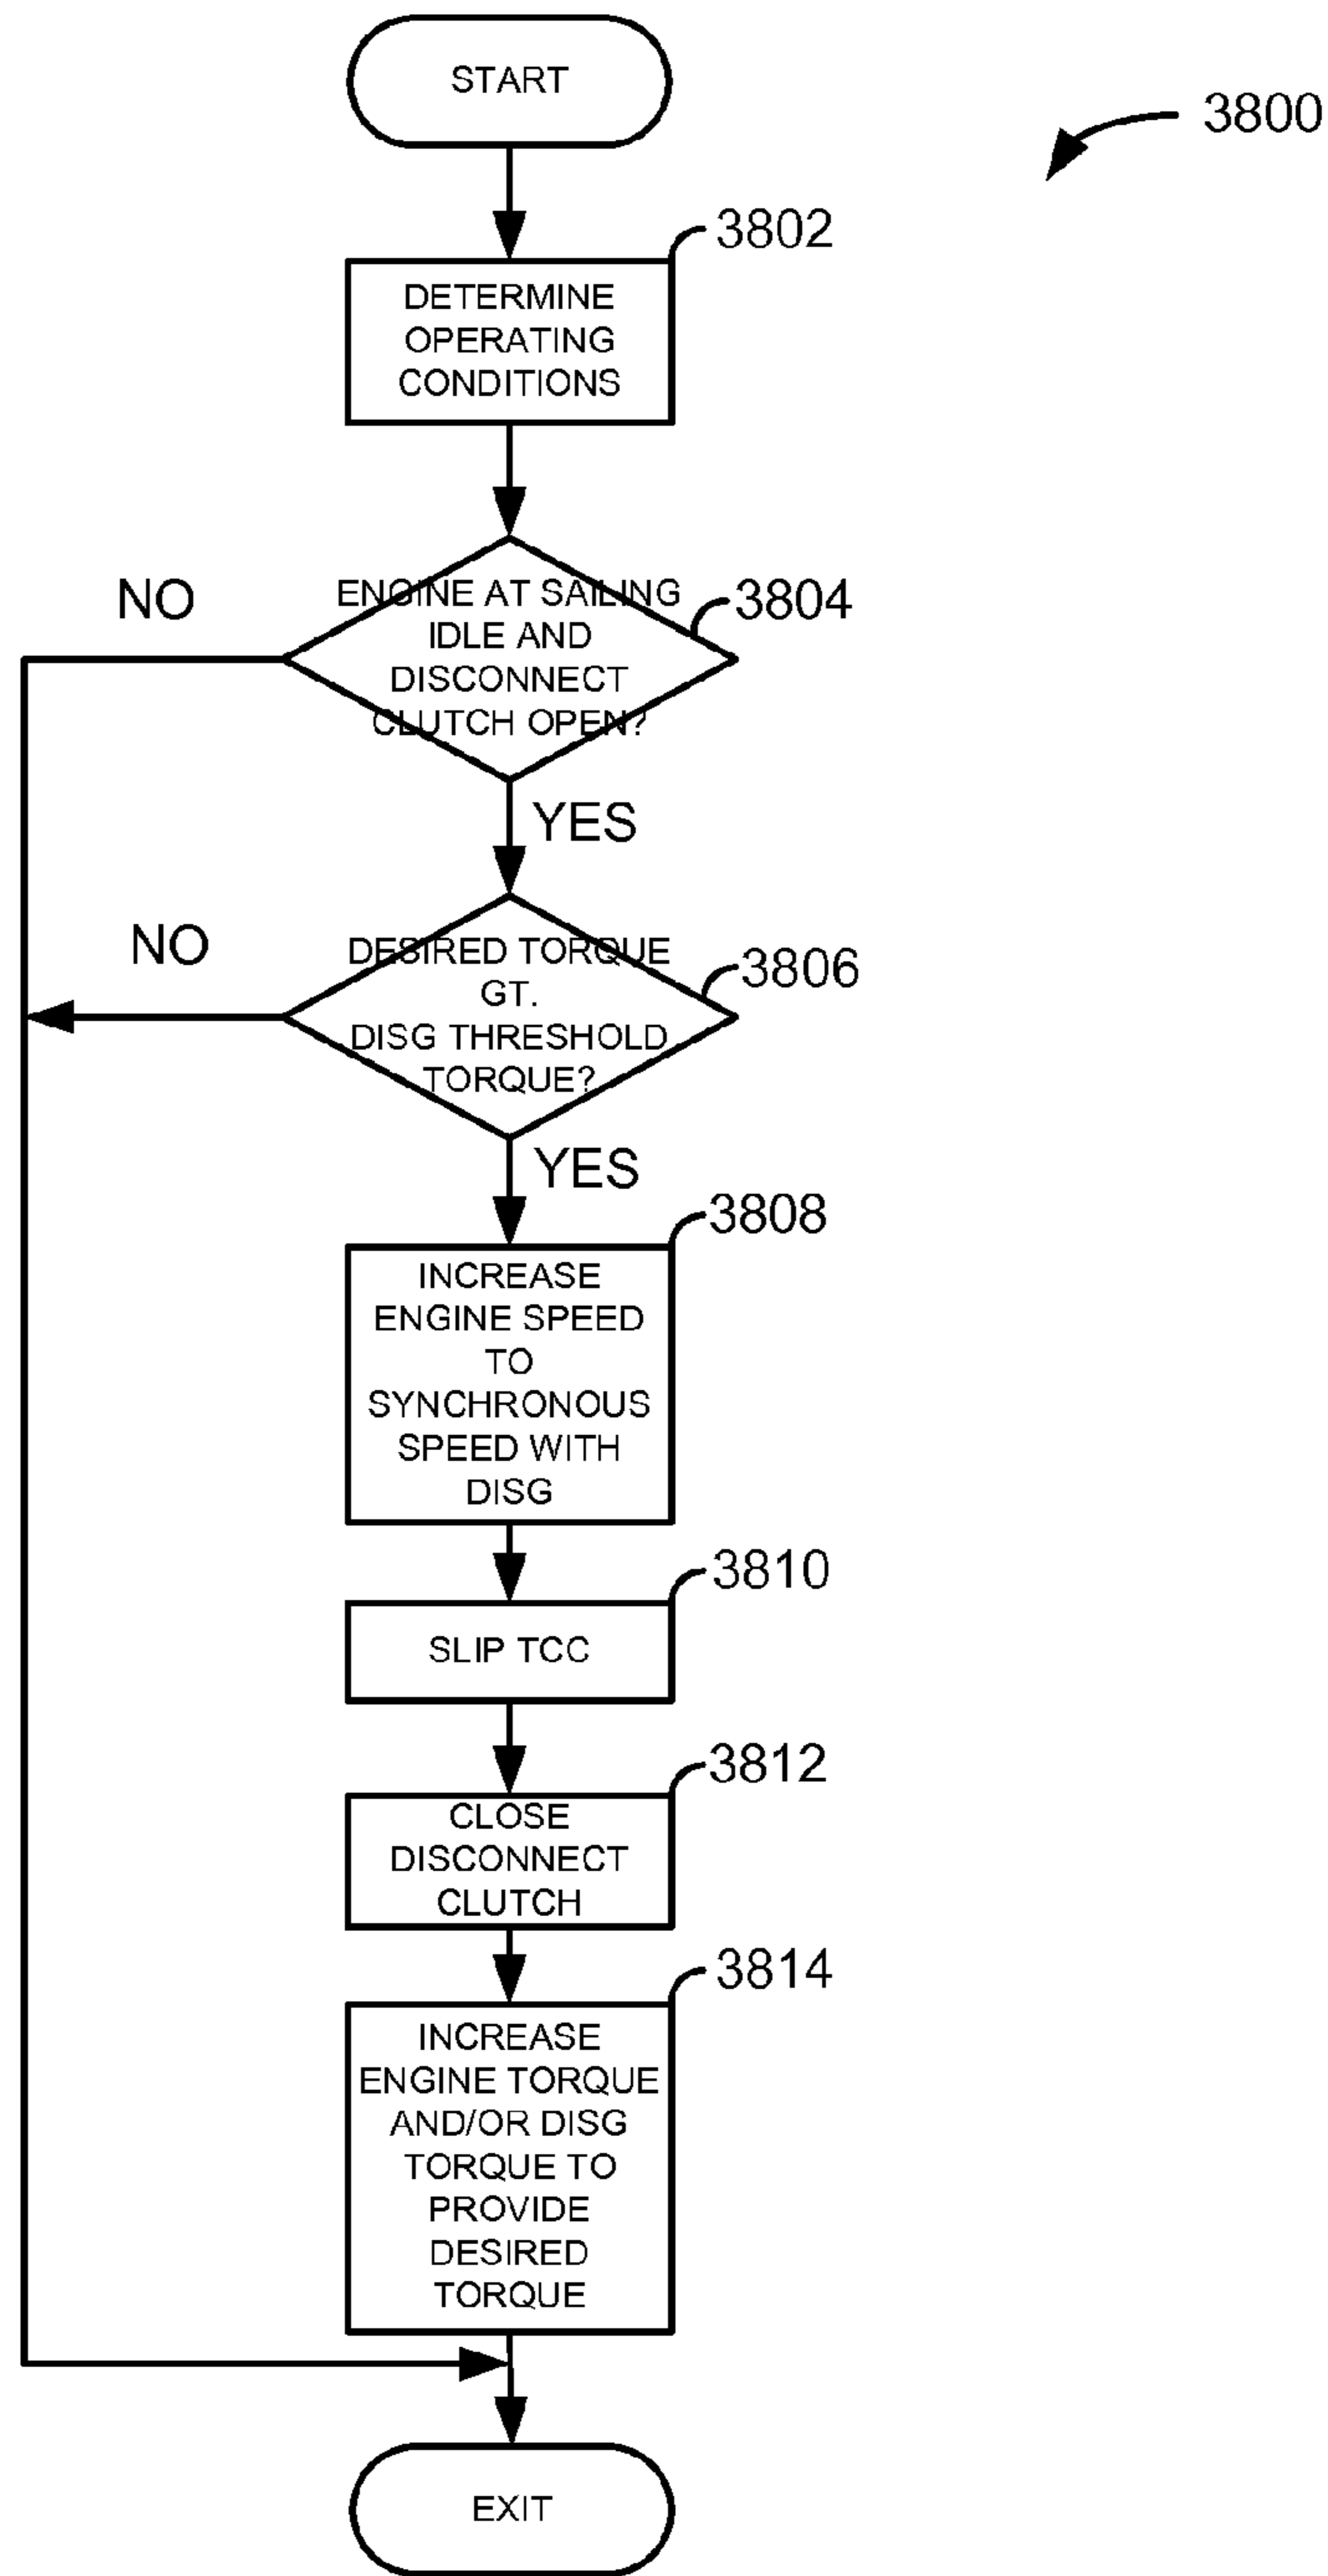 START
3800
3802
DETERMINE
OPERATING
CONDITIONS
NO
ENGINE AT SAILING
IDLE AND
DISCONNECT
CLUTCH OPEN?
3804
YES
NO
DESIRED TORQUE
GT.
DISG THRESHOLD
TORQUE?
3806
YES
3808
INCREASE
ENGINE SPEED
TO
SYNCHRONOUS
SPEED WITH
DISG
3810
SLIP TCC
3812
CLOSE
DISCONNECT
CLUTCH
3814
INCREASE
ENGINE TORQUE
AND/OR DISG
TORQUE TO
PROVIDE
DESIRED
TORQUE
EXIT